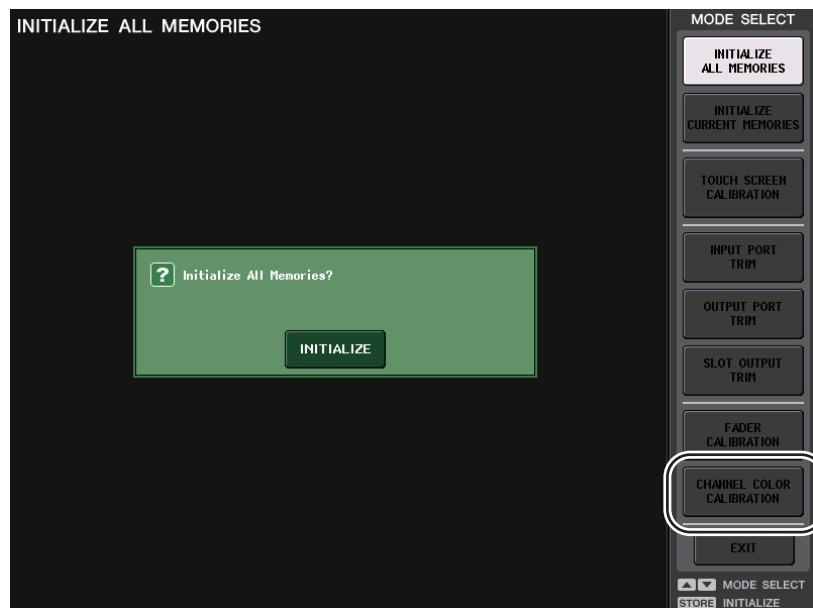 INITIALIZE ALL MEMORIES
MODE SELECT
INITIALIZE
ALL MEMORIES
INITIALIZE
CURRENT MEMORIES
TOUCH SCREEN
CALIBRATION
INPUT PORT
TRIM
OUTPUT PORT
TRIM
SLOT OUTPUT
TRIM
FADER
CALIBRATION
CHANNEL COLOR
CALIBRATION
EXIT
MODE SELECT
STORE INITIALIZE
? Initialize All Memories?
INITIALIZE